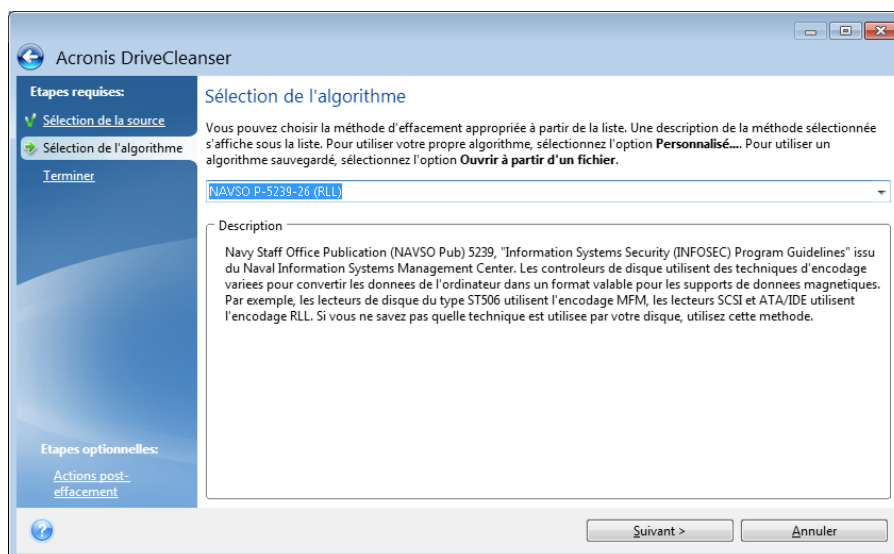 Acronis DriveCleanser
Etapes requises:
Sélection de la source
Sélection de l'algorithme
Terminer
Etapes optionnelles:
Actions post-
effacement
Sélection de l'algorithme
Vous pouvez choisir la méthode d'effacement appropriée à partir de la liste. Une description de la méthode sélectionnée
s'affiche sous la liste. Pour utiliser votre propre algorithme, sélectionnez l'option Personnalisé.... Pour utiliser un
algorithme sauvegardé, sélectionnez l'option Ouvrir à partir d'un fichier.
NAVSO P-5239-26 (RLL)
Description
Navy Staff Office Publication (NAVSO Pub) 5239, "Information Systems Security (INFOSEC) Program Guidelines" issu
du Naval Information Systems Management Center. Les controleurs de disque utilisent des techniques d'encodage
variees pour convertir les donnees de l'ordinateur dans un format valable pour les supports de donnees magnetiques.
Par exemple, les lecteurs de disque du type ST506 utilisent l'encodage MFM, les lecteurs SCSI et ATA/IDE utilisent
l'encodage RLL. Si vous ne savez pas quelle technique est utilisee par votre disque, utilisez cette methode.
Suivant >
Annuler